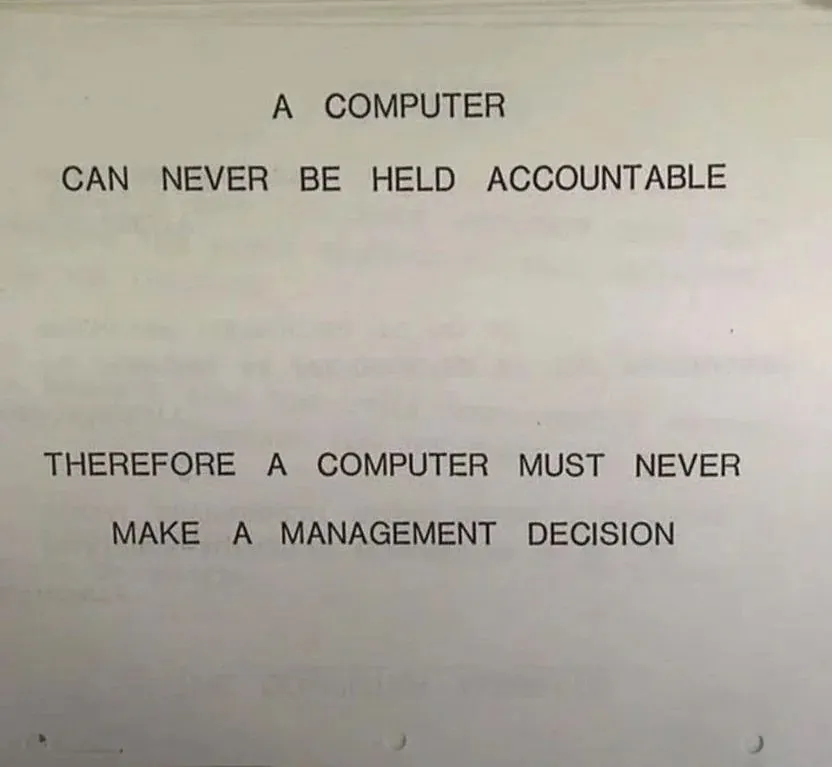 A COMPUTER
CAN NEVER BE HELD ACCOUNTABLE
THEREFORE A COMPUTER MUST NEVER
MAKE A MANAGEMENT DECISION